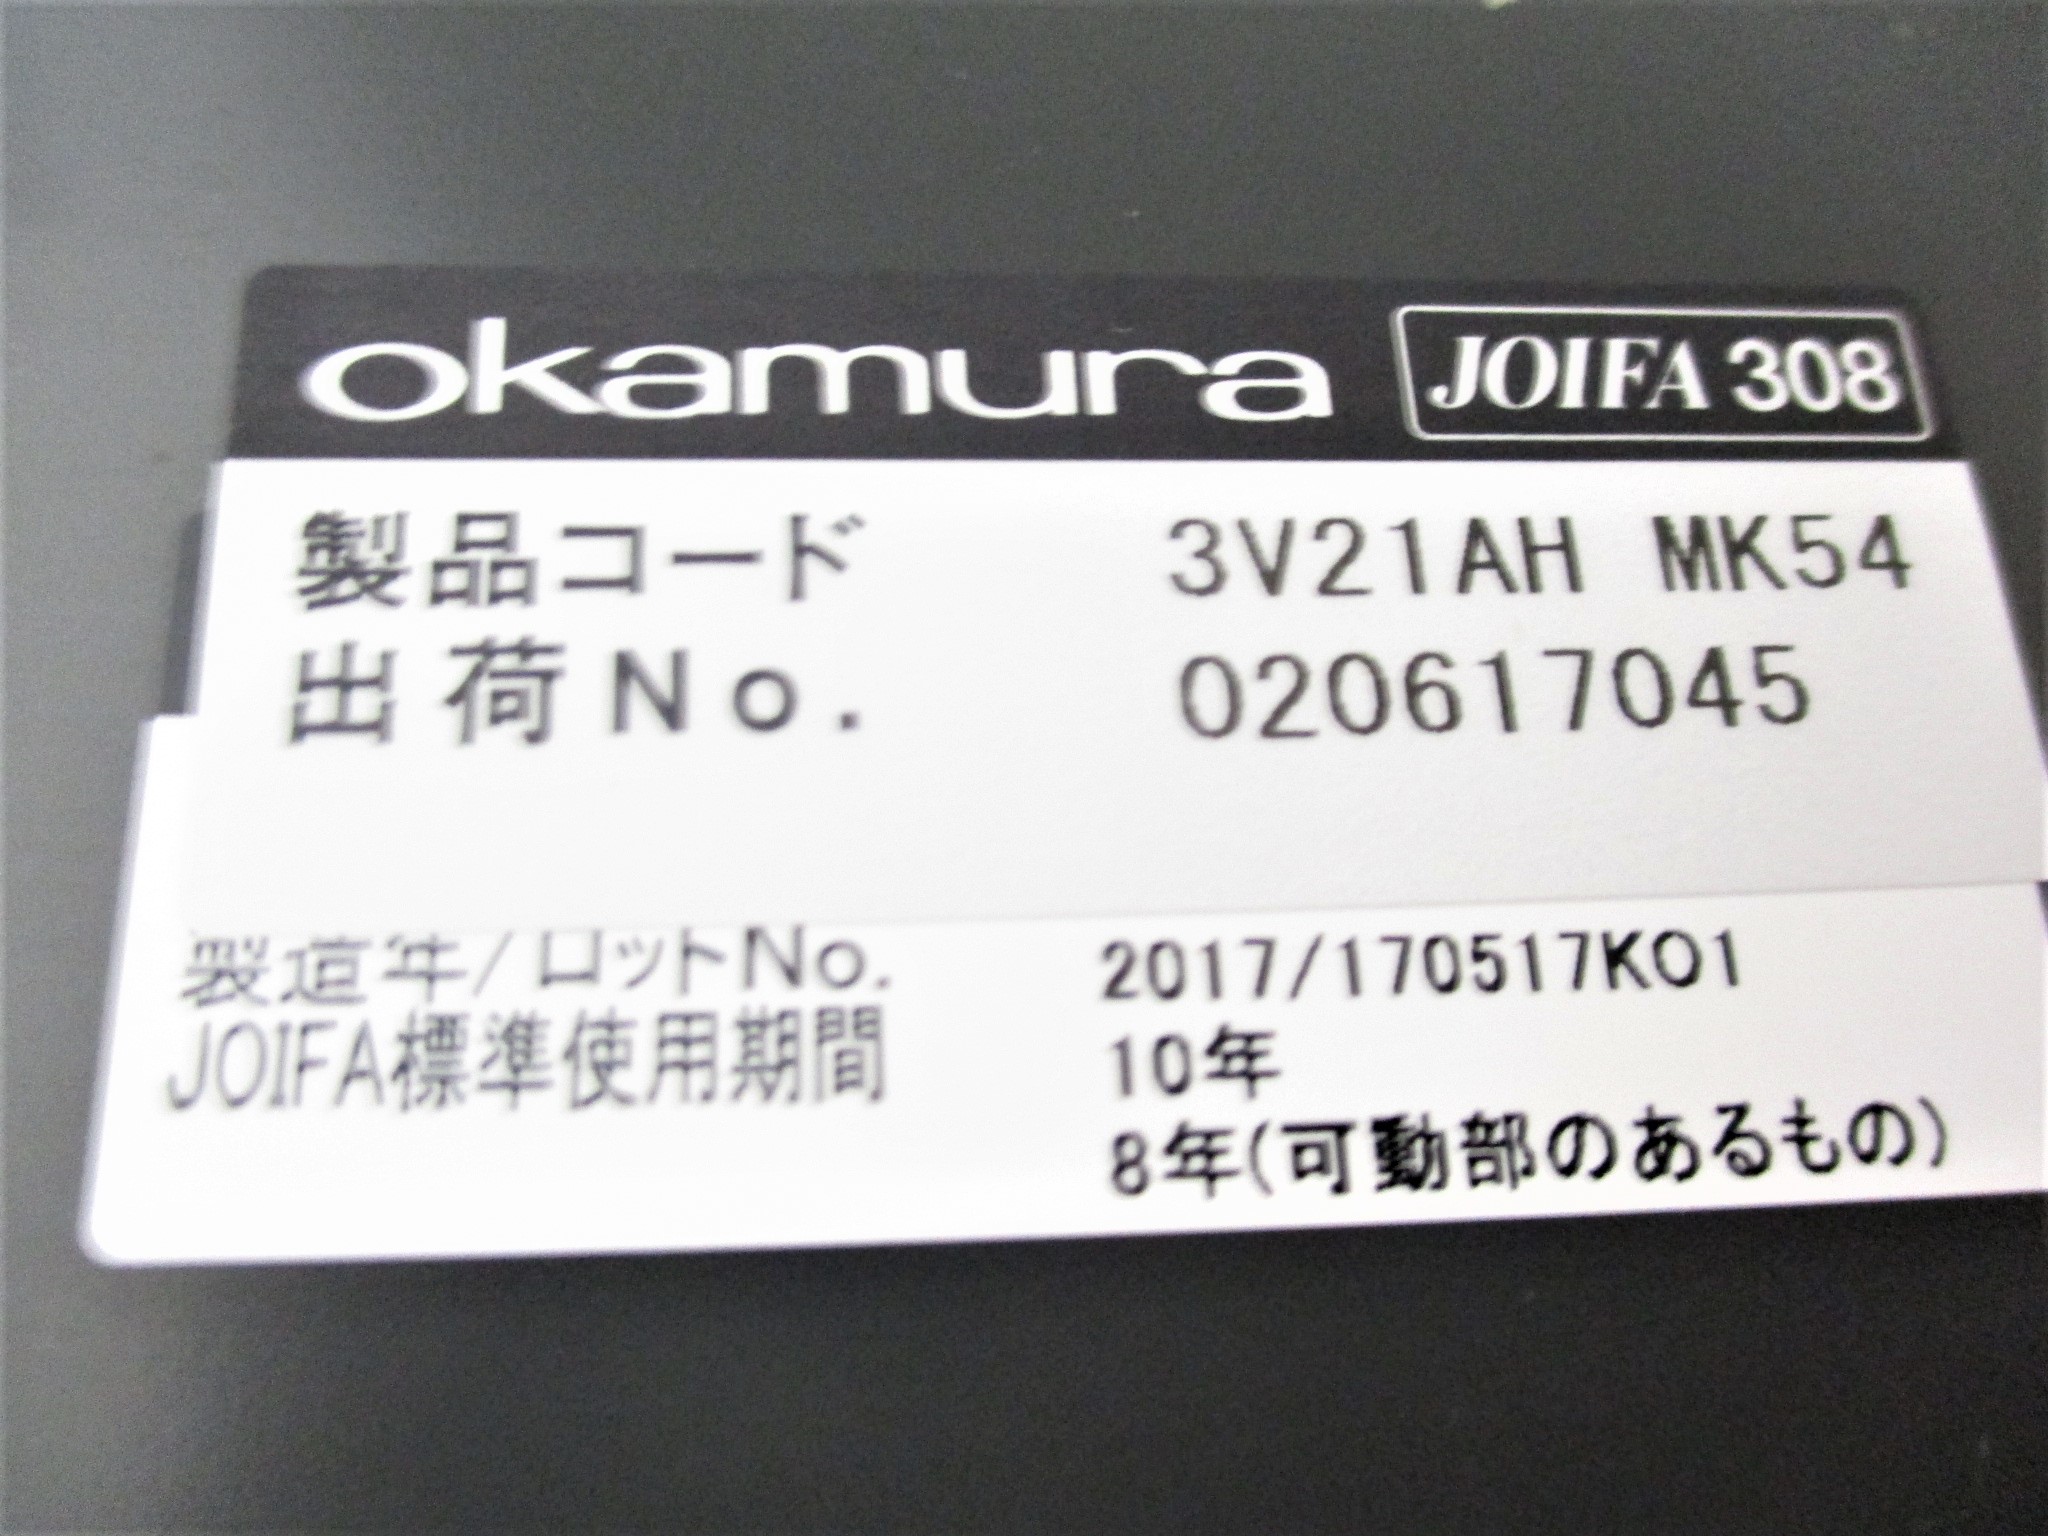 okamura JOIFA 308
製品コード 3V21AH MK54
出荷No. 020617045
製造年/ロットNo. 2017/170517K01
JOIFA標準使用期間 10年
8年(可動部のあるもの)